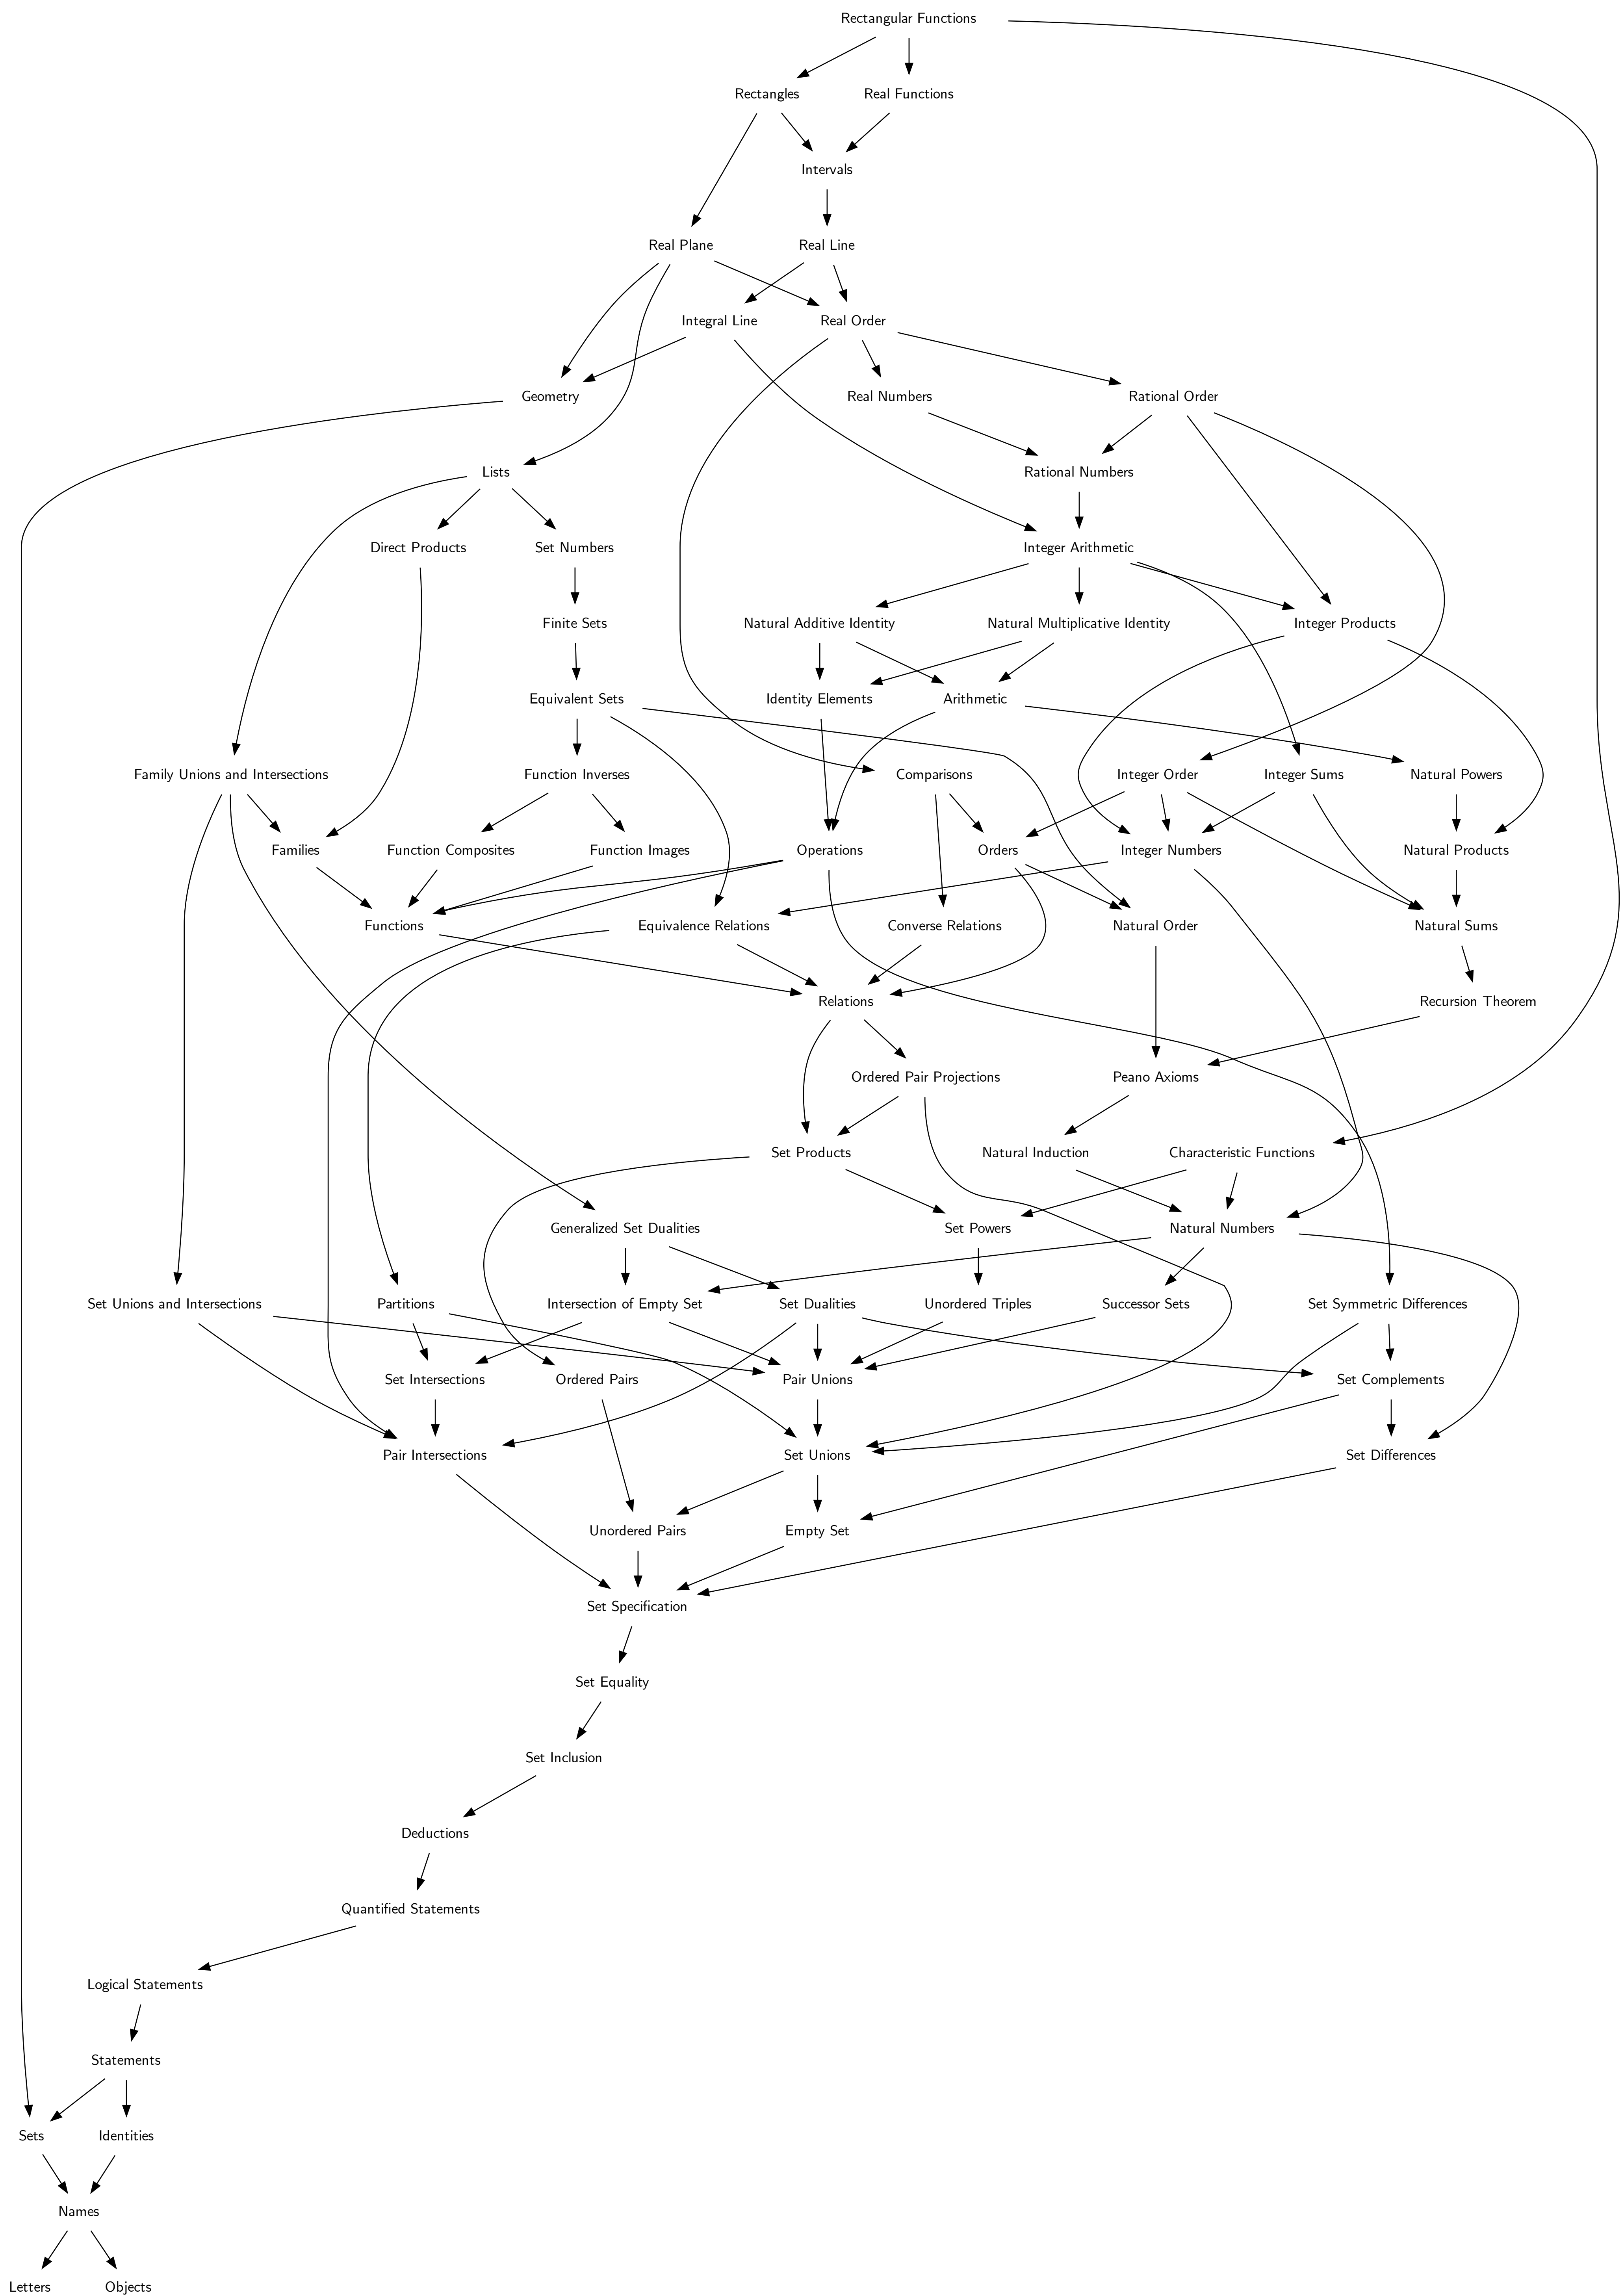 Rectangular Functions
Rectangles
Real Functions
Intervals
Real Plane
Real Line
Integral Line
Real Order
Geometry
Real Numbers
Rational Order
Lists
Rational Numbers
Direct Products
Set Numbers
Integer Arithmetic
Finite Sets
Natural Additive Identity
Natural Multiplicative Identity
Integer Products
Equivalent Sets
Identity Elements
Arithmetic
Family Unions and Intersections
Function Inverses
Comparisons
Integer Order
Integer Sums
Natural Powers
Families
Function Composites
Function Images
Operations
Orders
Integer Numbers
Natural Products
Functions
Equivalence Relations
Converse Relations
Natural Order
Natural Sums
Relations
Recursion Theorem
Ordered Pair Projections
Peano Axioms
Set Products
Natural Induction
Characteristic Functions
Generalized Set Dualities
Set Powers
Natural Numbers
Set Unions and Intersections
Partitions
Intersection of Empty Set
Set Dualities
Unordered Triples
Successor Sets
Set Symmetric Differences
Set Intersections
Ordered Pairs
Pair Unions
Set Complements
Pair Intersections
Set Unions
Set Differences
Unordered Pairs
Empty Set
Set Specification
Set Equality
Set Inclusion
Deductions
Quantified Statements
Logical Statements
Statements
Sets
Identities
Names
Letters
Objects